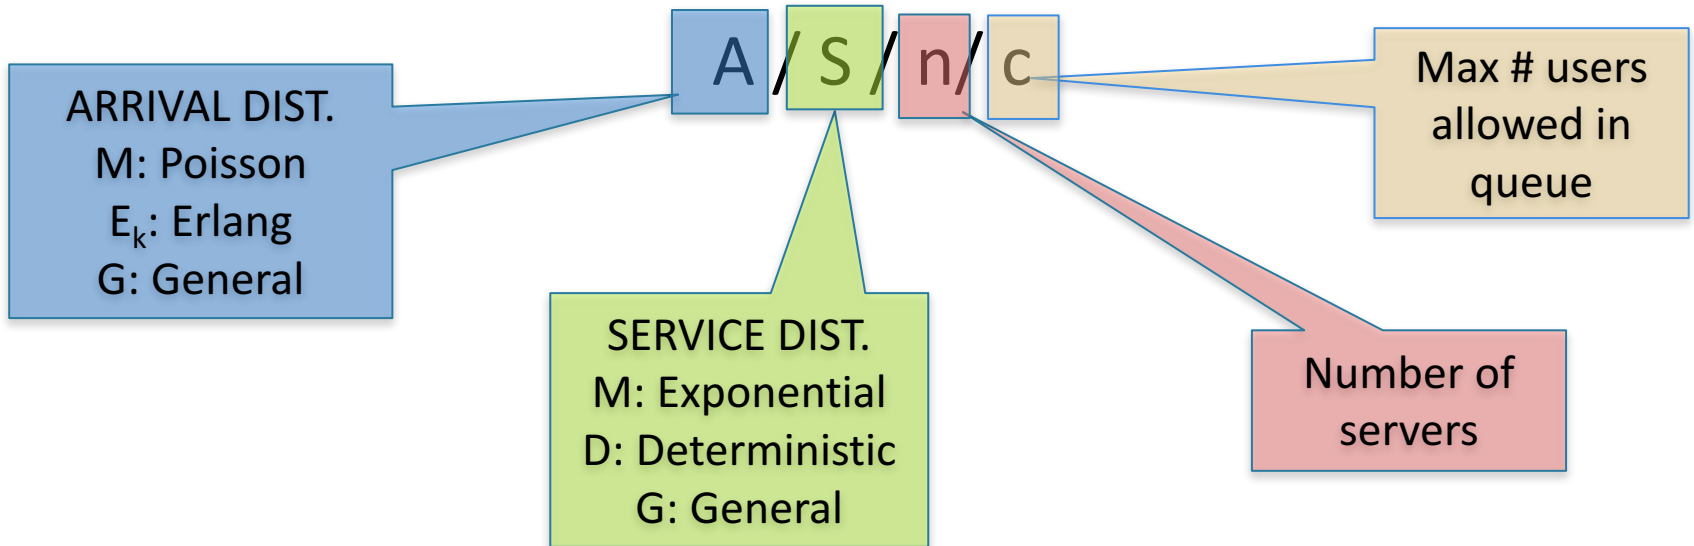 A / S / n / c
ARRIVAL DIST.
M: Poisson
Eₖ: Erlang
G: General
SERVICE DIST.
M: Exponential
D: Deterministic
G: General
Number of
servers
Max # users
allowed in
queue